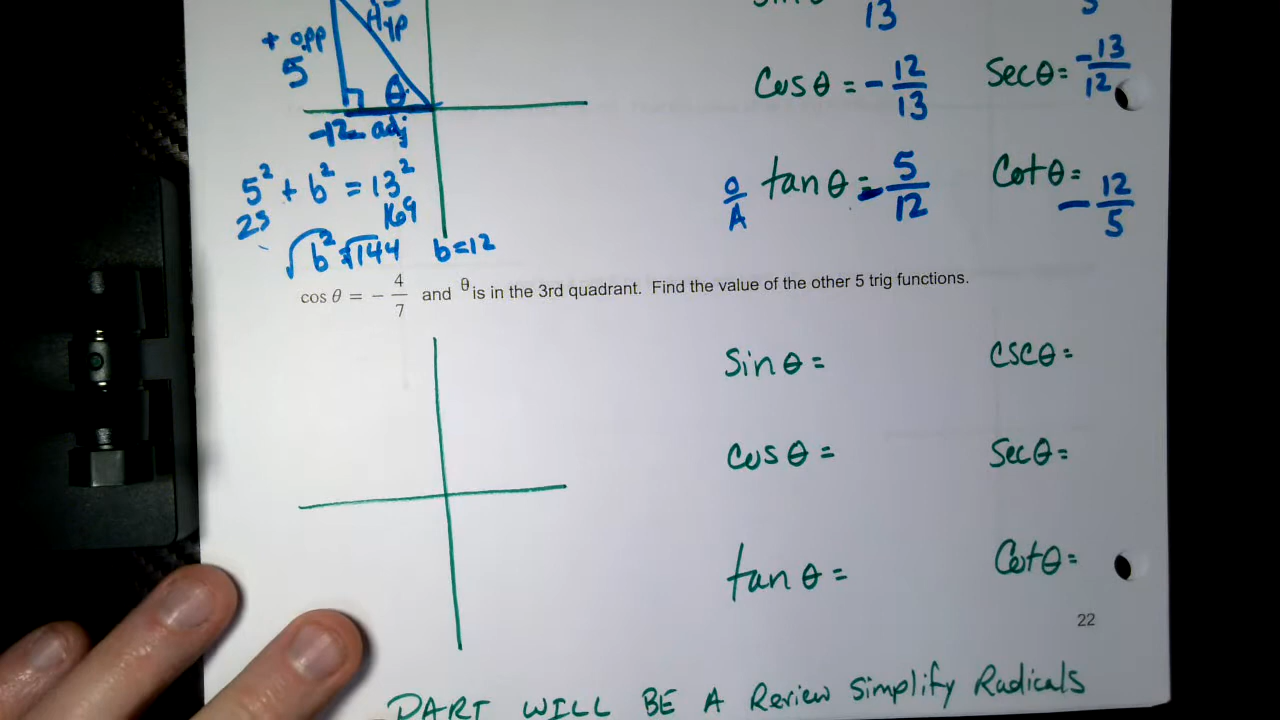 sin θ
13
5
+ opp
Hyp
5
θ
-12 adj
Cos θ = - 12/13
Sec θ = -13/12
5² + b² = 13²
25 169
√b² = √144 b=12
O/A tan θ = - 5/12
Cot θ = - 12/5
cos θ = - 4/7 and θ is in the 3rd quadrant. Find the value of the other 5 trig functions.
Sin θ =
CSC θ =
Cos θ =
Sec θ =
tan θ =
Cot θ =
22
PART WILL BE A Review Simplify Radicals